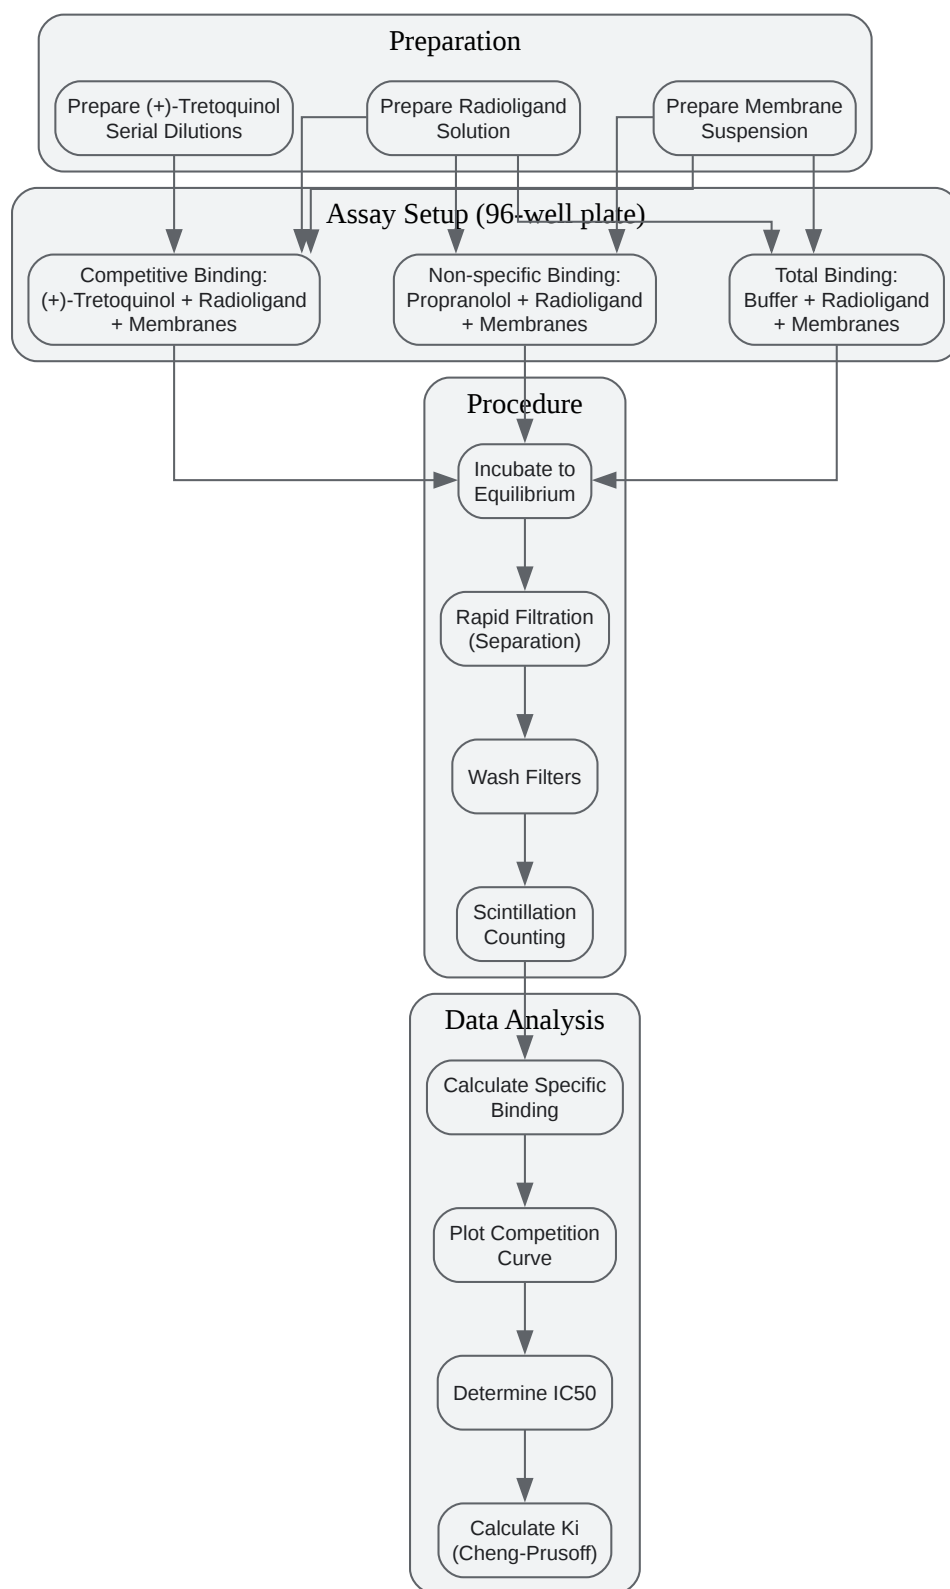 Preparation
Prepare (+)-Tretoquinol
Serial Dilutions
Prepare Radioligand
Solution
Prepare Membrane
Suspension
Assay Setup (96-well plate)
Competitive Binding:
(+)-Tretoquinol + Radioligand
+ Membranes
Non-specific Binding:
Propranolol + Radioligand
+ Membranes
Total Binding:
Buffer + Radioligand
+ Membranes
Procedure
Incubate to
Equilibrium
Rapid Filtration
(Separation)
Wash Filters
Scintillation
Counting
Data Analysis
Calculate Specific
Binding
Plot Competition
Curve
Determine IC50
Calculate Ki
(Cheng-Prusoff)